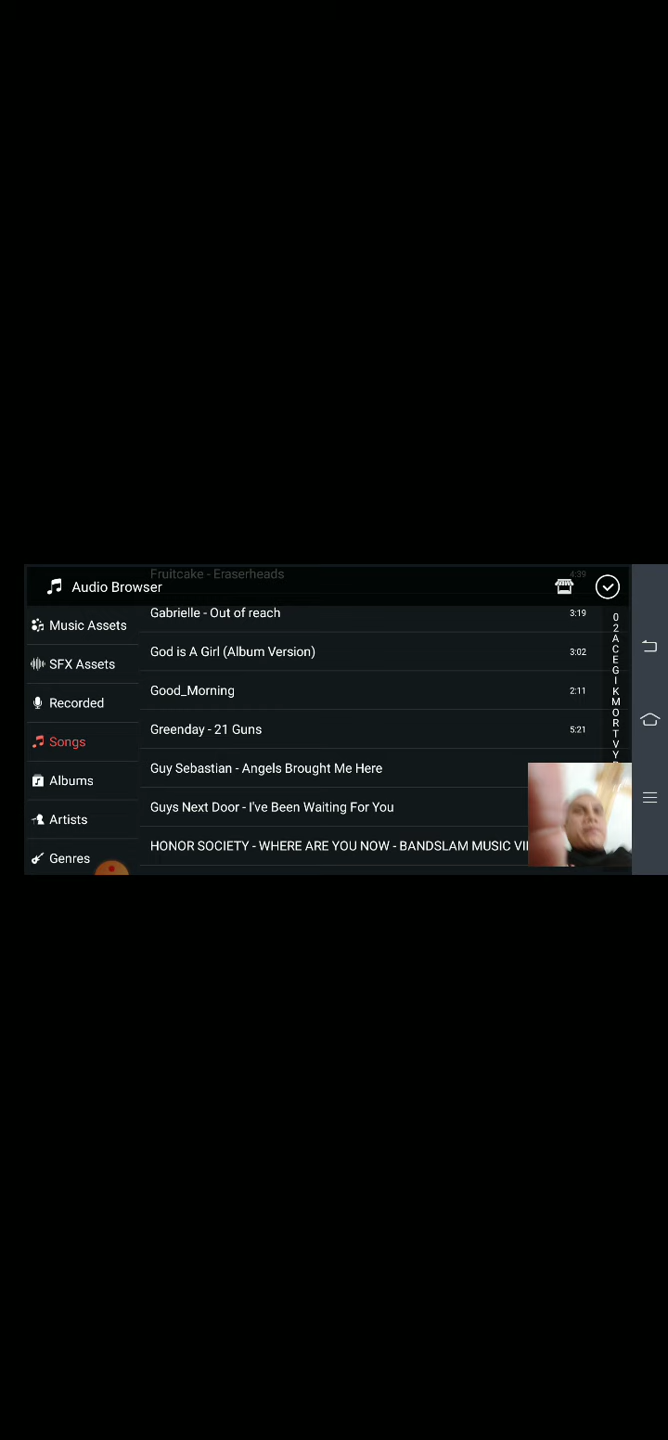 Fruitcake - Eraserheads 4:39
Audio Browser
Gabrielle - Out of reach 3:19
Music Assets
God is A Girl (Album Version) 3:02
SFX Assets
Good_Morning 2:11
Recorded
Greenday - 21 Guns 5:21
Songs
Guy Sebastian - Angels Brought Me Here
Albums
Guys Next Door - I've Been Waiting For You
Artists
HONOR SOCIETY - WHERE ARE YOU NOW - BANDSLAM MUSIC VI
Genres
0
2
A
C
E
G
I
K
M
O
R
T
V
Y